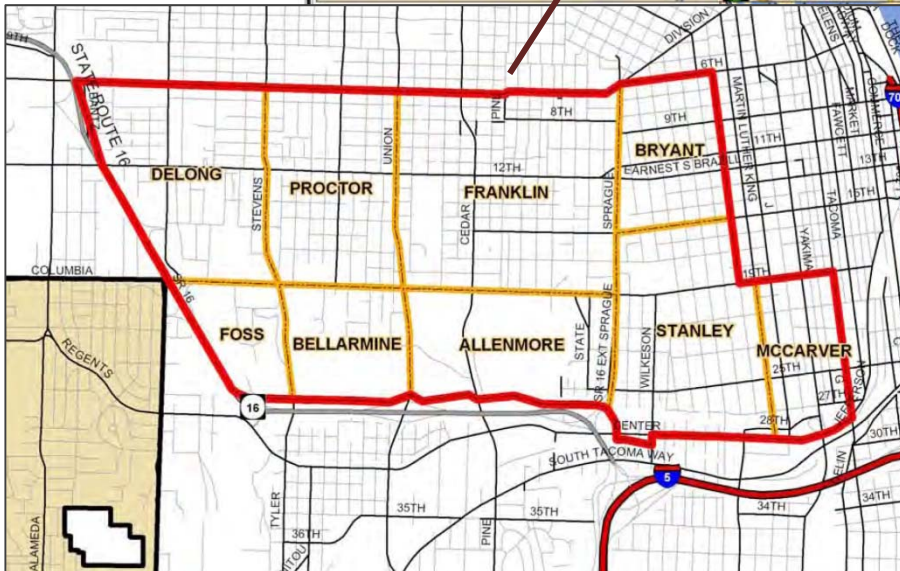 9TH
STATE ROUTE 16
DIVISION
6TH
PINE
8TH
9TH
MARTIN LUTHER KING
11TH
MARKET
FAWCETT
COMMERCE
DOCK
70
13TH
15TH
J
TACOMA
YAKIMA
BRYANT
EARNEST S BRAZILL
UNION
12TH
DELONG
PROCTOR
FRANKLIN
STEVENS
CEDAR
SPRAGUE
19TH
COLUMBIA
SR 16
REGENTS
FOSS
BELLARMINE
ALLENMORE
STATE
SR 16 EXT SPRAGUE
WILKESON
STANLEY
MCCARVER
25TH
G
27TH
28TH
30TH
16
CENTER
SOUTH TACOMA WAY
5
TYLER
35TH
35TH
36TH
PINE
34TH
34TH
ALAMEDA